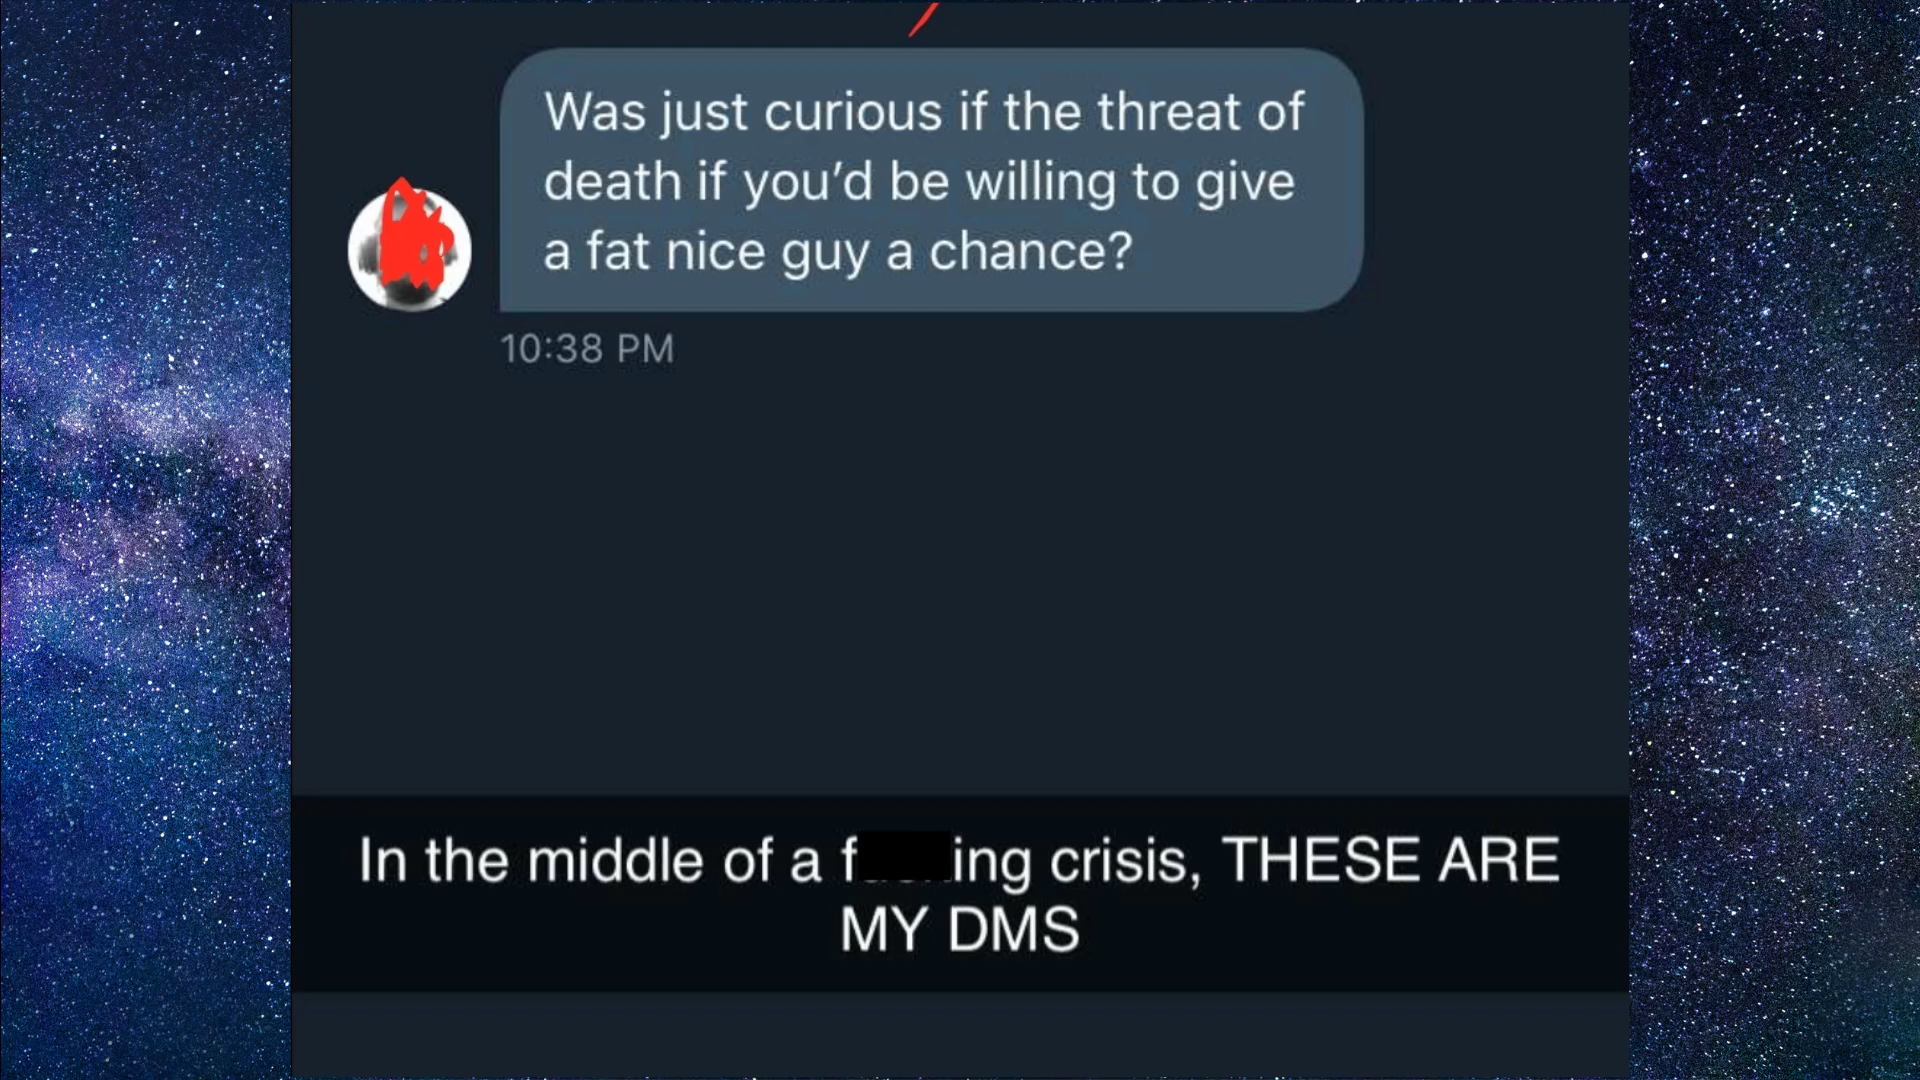 Was just curious if the threat of
death if you'd be willing to give
a fat nice guy a chance?
10:38 PM
In the middle of a f ing crisis, THESE ARE
MY DMS